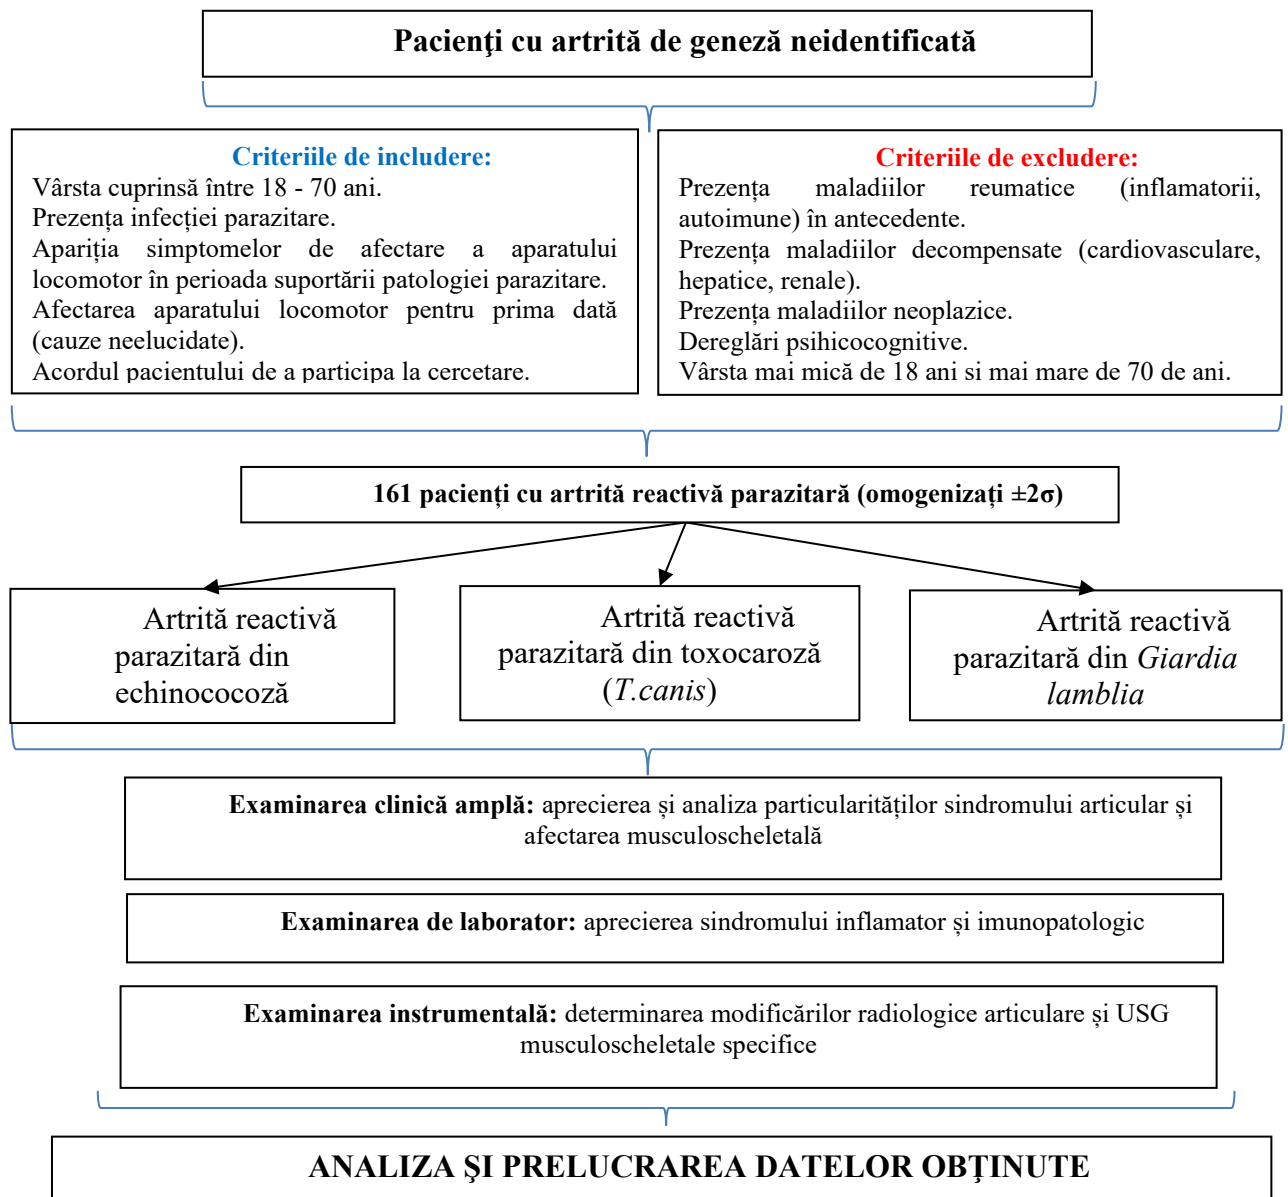 Pacienţi cu artrită de geneză neidentificată
Criteriile de includere:
Vârsta cuprinsă între 18 - 70 ani.
Prezența infecției parazitare.
Apariția simptomelor de afectare a aparatului
locomotor în perioada suportării patologiei parazitare.
Afectarea aparatului locomotor pentru prima dată
(cauze neelucidate).
Acordul pacientului de a participa la cercetare.
Criteriile de excludere:
Prezența maladiilor reumatice (inflamatorii,
autoimune) în antecedente.
Prezența maladiilor decompensate (cardiovasculare,
hepatice, renale).
Prezența maladiilor neoplazice.
Dereglări psihicocognitive.
Vârsta mai mică de 18 ani si mai mare de 70 de ani.
161 pacienți cu artrită reactivă parazitară (omogenizați ±2σ)
Artrită reactivă
parazitară din
echinococoză
Artrită reactivă
parazitară din toxocaroză
(T.canis)
Artrită reactivă
parazitară din Giardia
lamblia
Examinarea clinică amplă: aprecierea și analiza particularităților sindromului articular și
afectarea musculoscheletală
Examinarea de laborator: aprecierea sindromului inflamator și imunopatologic
Examinarea instrumentală: determinarea modificărilor radiologice articulare și USG
musculoscheletale specifice
ANALIZA ŞI PRELUCRAREA DATELOR OBŢINUTE